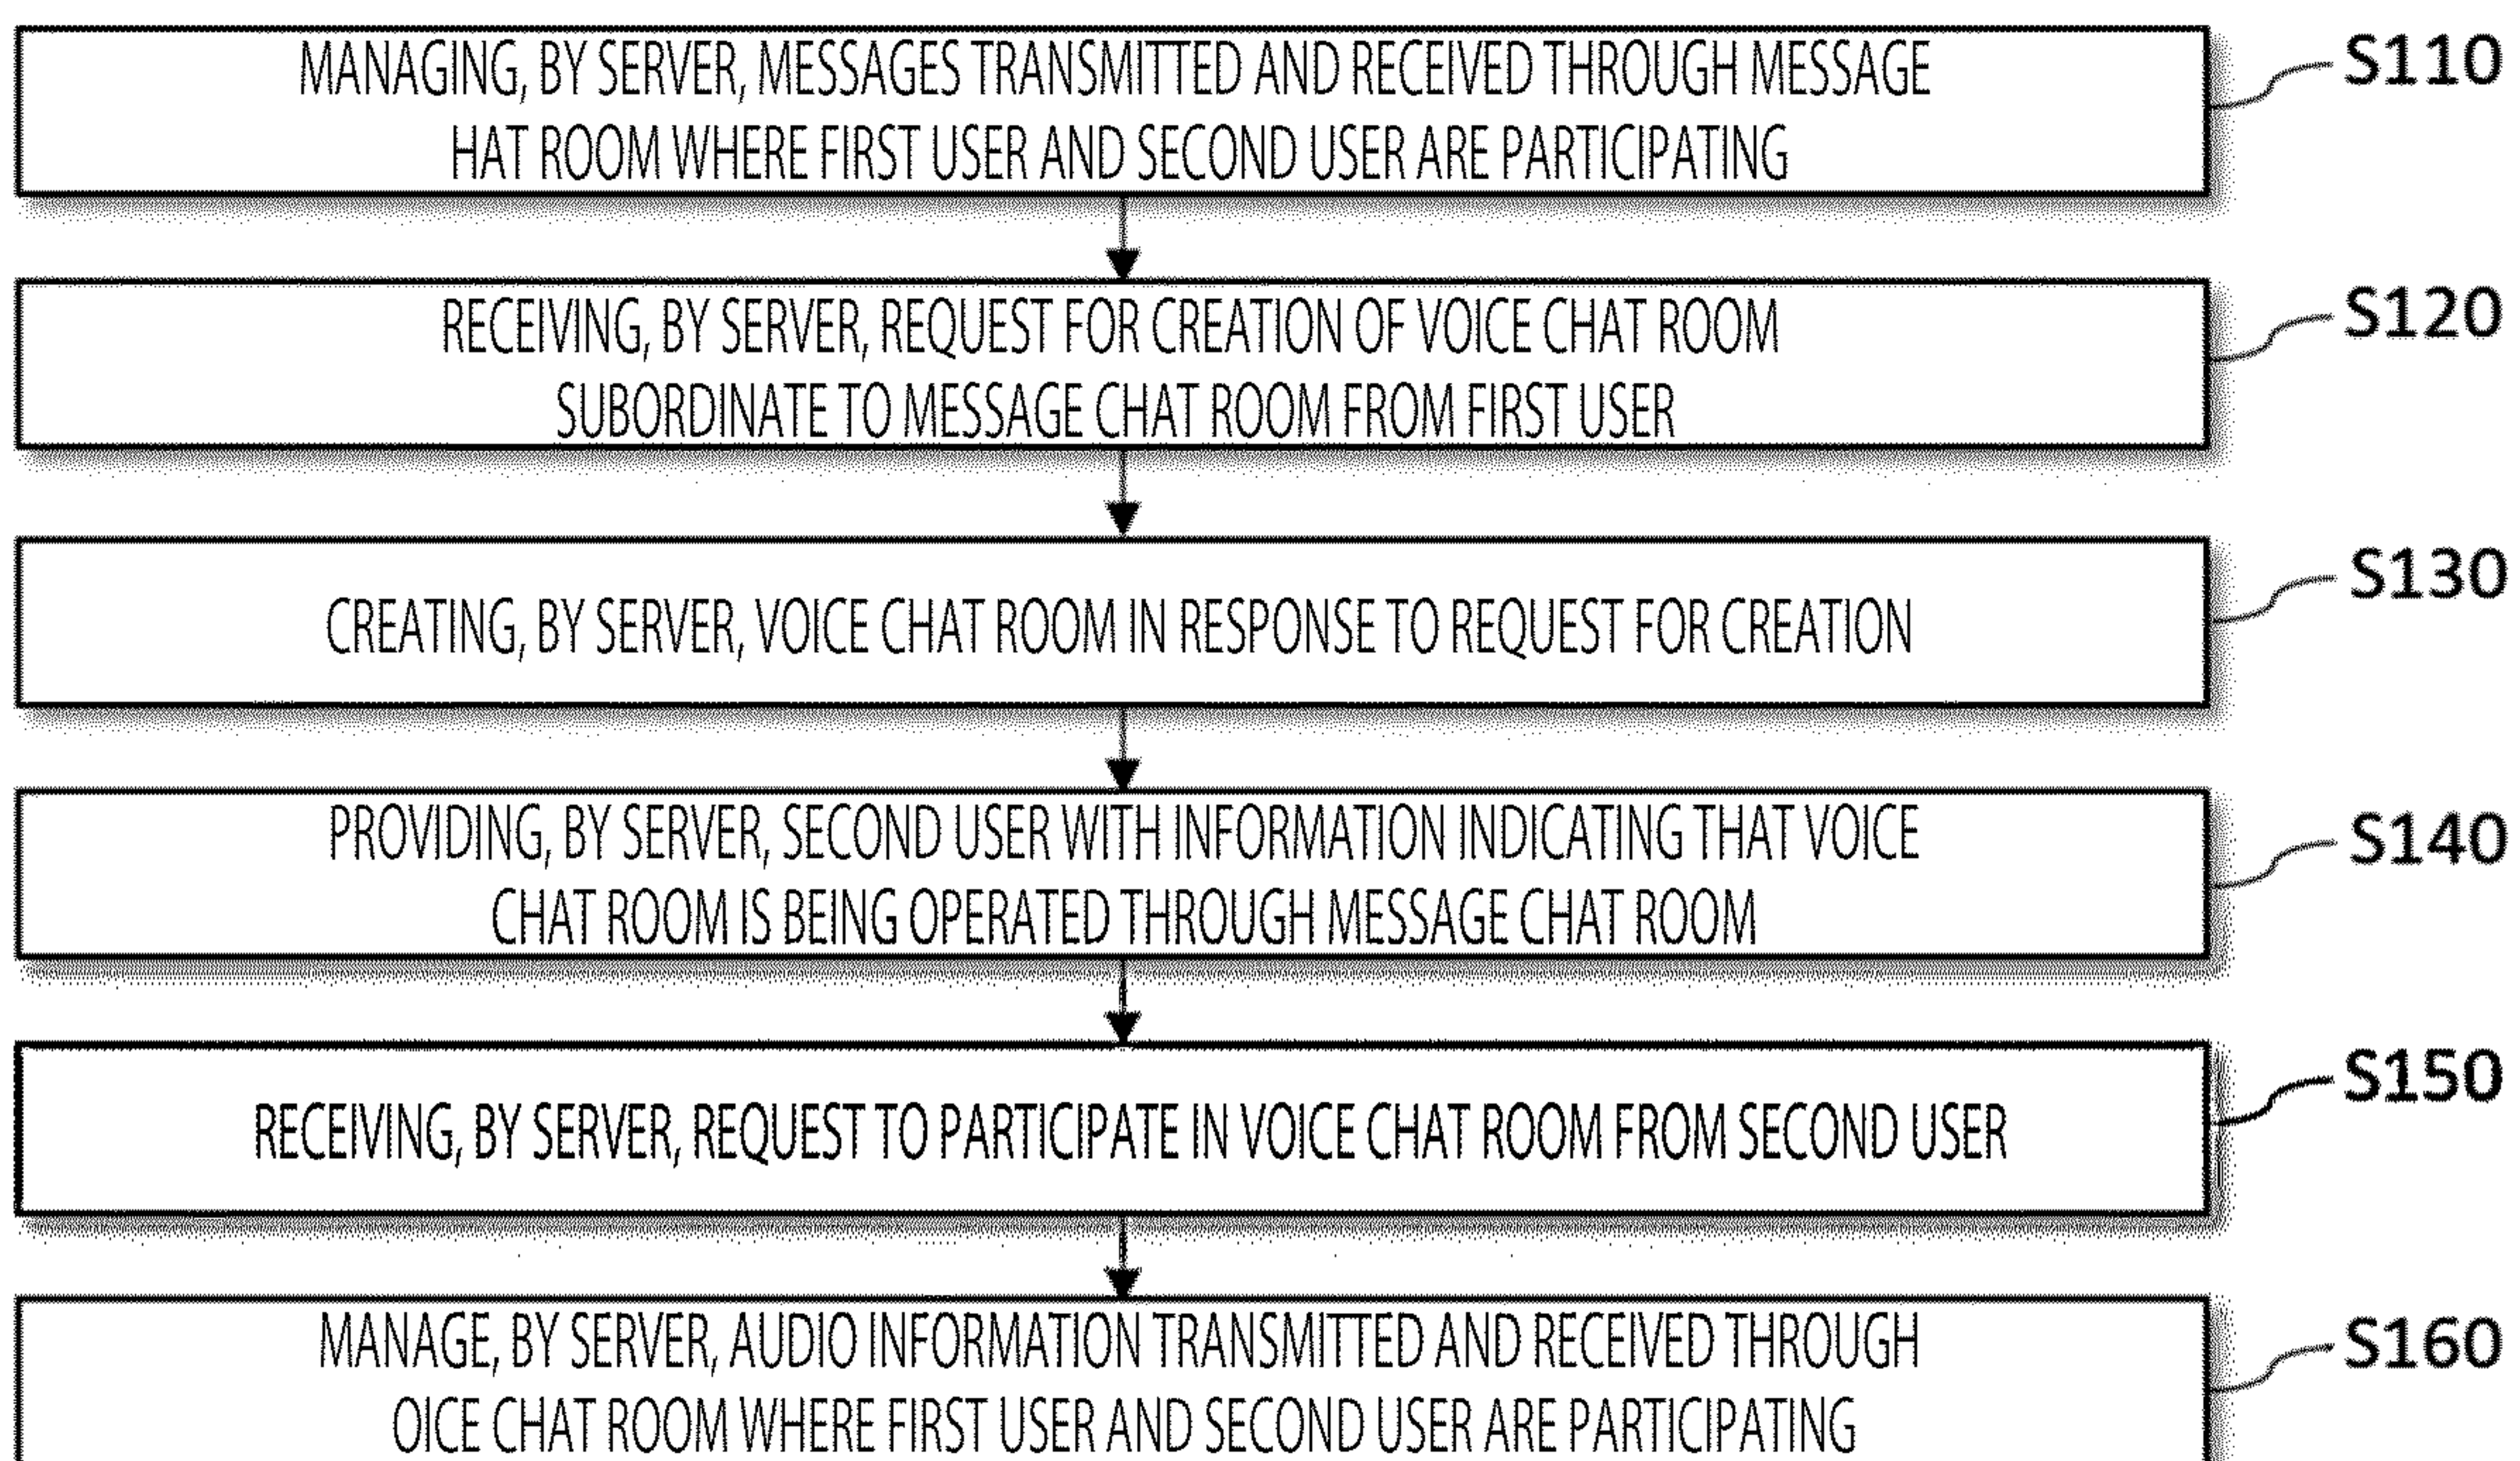 MANAGING, BY SERVER, MESSAGES TRANSMITTED AND RECEIVED THROUGH MESSAGE
HAT ROOM WHERE FIRST USER AND SECOND USER ARE PARTICIPATING
S110
RECEIVING, BY SERVER, REQUEST FOR CREATION OF VOICE CHAT ROOM
SUBORDINATE TO MESSAGE CHAT ROOM FROM FIRST USER
S120
CREATING, BY SERVER, VOICE CHAT ROOM IN RESPONSE TO REQUEST FOR CREATION
S130
PROVIDING, BY SERVER, SECOND USER WITH INFORMATION INDICATING THAT VOICE
CHAT ROOM IS BEING OPERATED THROUGH MESSAGE CHAT ROOM
S140
RECEIVING, BY SERVER, REQUEST TO PARTICIPATE IN VOICE CHAT ROOM FROM SECOND USER
S150
MANAGE, BY SERVER, AUDIO INFORMATION TRANSMITTED AND RECEIVED THROUGH
OICE CHAT ROOM WHERE FIRST USER AND SECOND USER ARE PARTICIPATING
S160